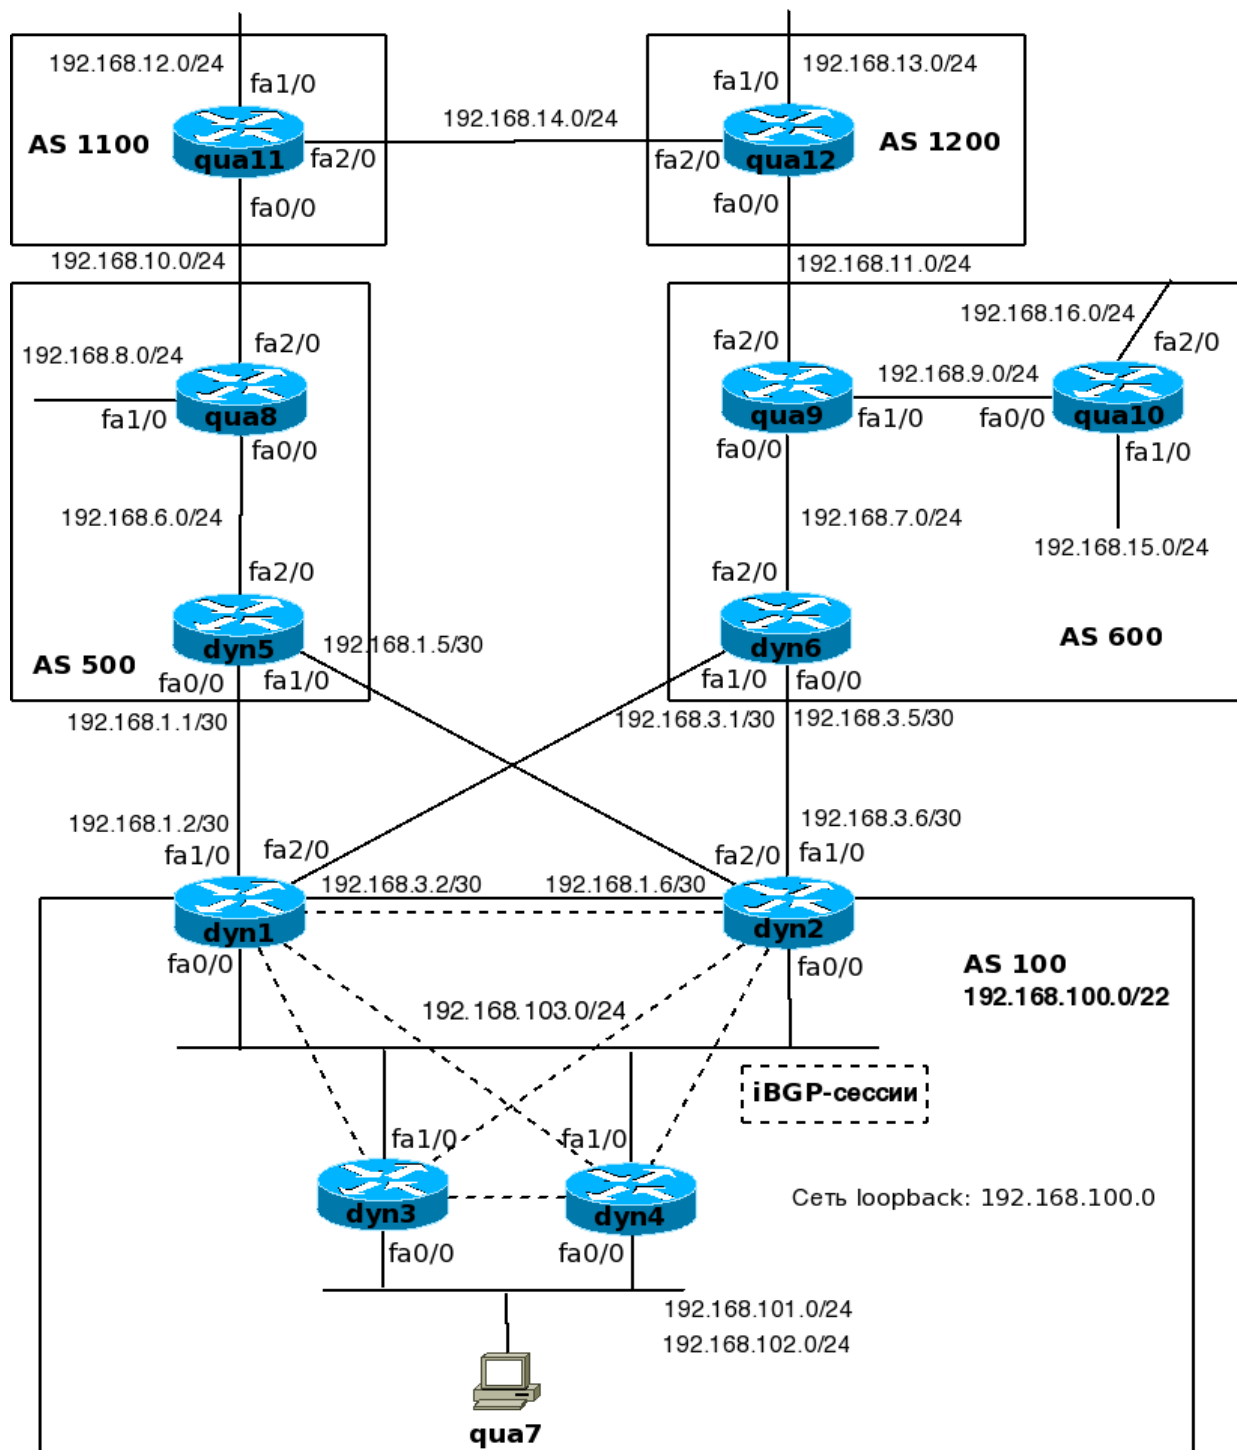 192.168.12.0/24
fa1/0
AS 1100
qua11
fa2/0
fa0/0
192.168.14.0/24
192.168.13.0/24
fa1/0
AS 1200
qua12
fa2/0
fa0/0
192.168.10.0/24
192.168.11.0/24
192.168.8.0/24
fa2/0
fa1/0
qua8
fa0/0
192.168.6.0/24
fa2/0
dyn5
AS 500
fa0/0
fa1/0
192.168.1.5/30
192.168.1.1/30
192.168.16.0/24
fa2/0
fa2/0
192.168.9.0/24
qua9
fa1/0
fa0/0
qua10
fa0/0
fa1/0
192.168.7.0/24
192.168.15.0/24
fa2/0
dyn6
AS 600
fa1/0
fa0/0
192.168.3.1/30
192.168.3.5/30
192.168.1.2/30
fa1/0
fa2/0
192.168.3.2/30
192.168.1.6/30
192.168.3.6/30
fa2/0
fa1/0
dyn1
fa0/0
dyn2
fa0/0
AS 100
192.168.100.0/22
192.168.103.0/24
iBGP-сессии
fa1/0
fa1/0
dyn3
dyn4
Сеть loopback: 192.168.100.0
fa0/0
fa0/0
192.168.101.0/24
192.168.102.0/24
qua7